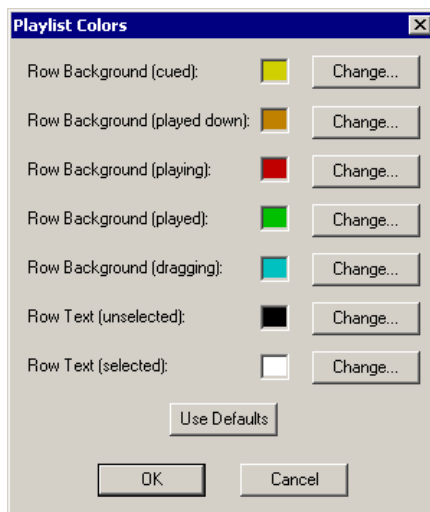 Playlist Colors
Row Background (cued): Change...
Row Background (played down): Change...
Row Background (playing): Change...
Row Background (played): Change...
Row Background (dragging): Change...
Row Text (unselected): Change...
Row Text (selected): Change...
Use Defaults
OK Cancel